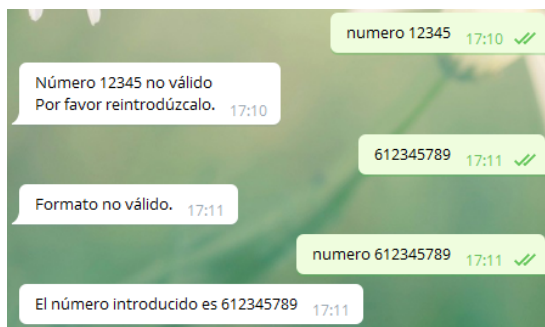 numero 12345 17:10
Número 12345 no válido
Por favor reintrodúzcalo. 17:10
612345789 17:11
Formato no válido. 17:11
numero 612345789 17:11
El número introducido es 612345789 17:11